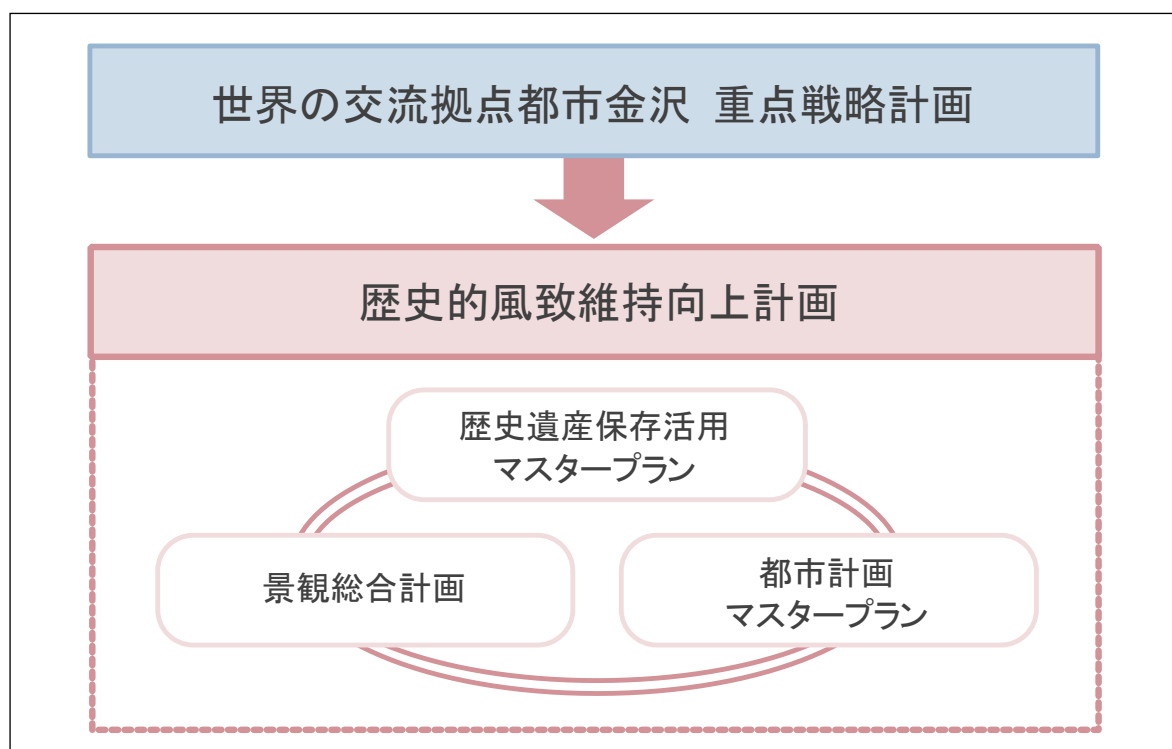 世界の交流拠点都市金沢 重点戦略計画
歴史的風致維持向上計画
歴史遺産保存活用
マスタープラン
景観総合計画
都市計画
マスタープラン